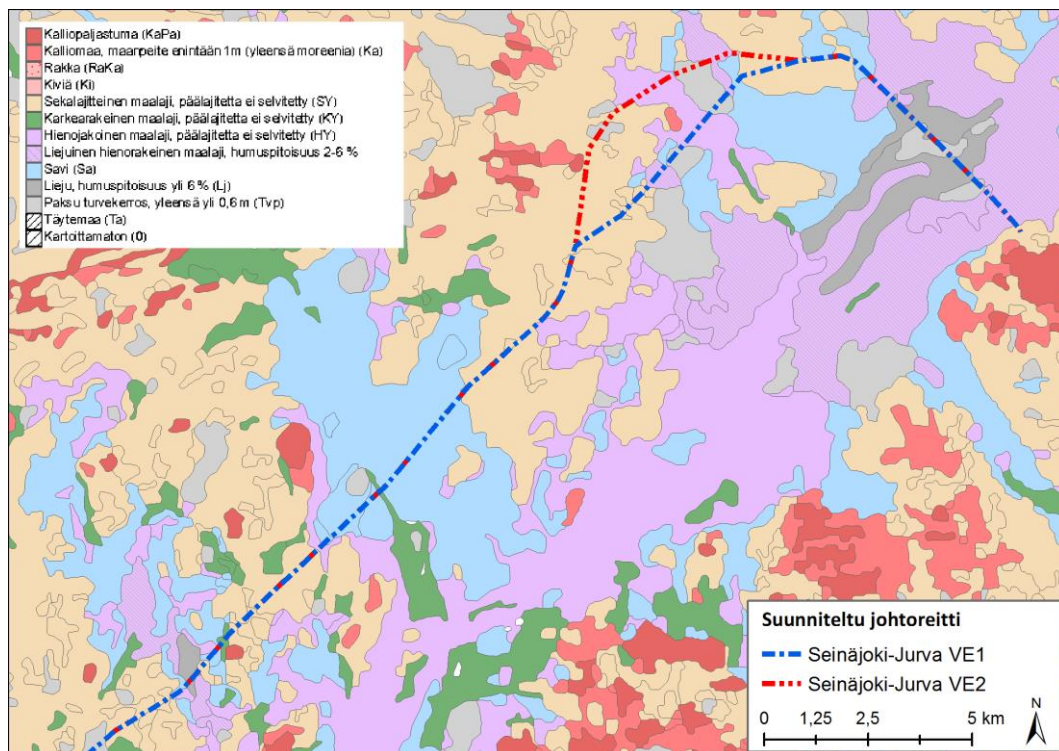 Kalliopaljastuma (KaPa)
Kalliomaa, maanpeite enintään 1m (yleensä moreenia) (Ka)
Rakka (RaKa)
Kiviä (Ki)
Sekalajitteinen maalaji, päälajitetta ei selvitetty (SY)
Karkearakeinen maalaji, päälajitetta ei selvitetty (KY)
Hienojakoinen maalaji, päälajitetta ei selvitetty (HY)
Liejuinen hienorakeinen maalaji, humuspitoisuus 2-6 %
Savi (Sa)
Lieju, humuspitoisuus yli 6 % (Lj)
Paksu turvekerros, yleensä yli 0,6 m (Tvp)
Täytemaa (Ta)
Kartoittamaton (0)
Suunniteltu johtoreitti
Seinäjoki-Jurva VE1
Seinäjoki-Jurva VE2
0 1,25 2,5 5 km
N